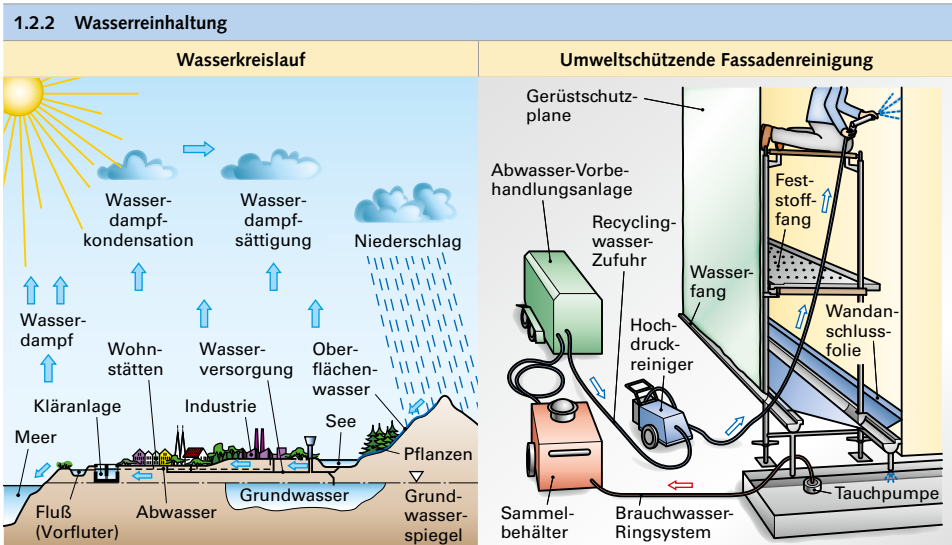 1.2.2 Wasserreinhaltung
Wasserkreislauf
Wasser-
dampf-
kondensation
Wasser-
dampf-
sättigung
Niederschlag
Wasser-
dampf
Wohn-
stätten
Wasser-
versorgung
Ober-
flächen-
wasser
Kläranlage
Industrie
See
Meer
Pflanzen
Fluß
(Vorfluter)
Abwasser
Grundwasser
Grund-
wasser-
spiegel
Umweltschützende Fassadenreinigung
Gerüstschutz-
plane
Abwasser-Vorbe-
handlungsanlage
Fest-
stoff-
fang
Recycling-
wasser-
Zufuhr
Wasser-
fang
Wandan-
schluss-
folie
Hoch-
druck-
reiniger
Sammel-
behälter
Brauchwasser-
Ringsystem
Tauchpumpe